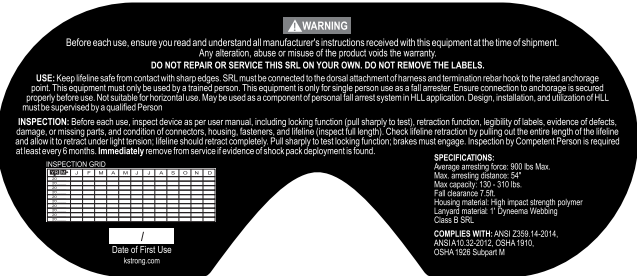 WARNING
Before each use, ensure you read and understand all manufacturer's instructions received with this equipment at the time of shipment.
Any alteration, abuse or misuse of the product voids the warranty.
DO NOT REPAIR OR SERVICE THIS SRL ON YOUR OWN. DO NOT REMOVE THE LABELS.
USE: Keep lifeline safe from contact with sharp edges. SRL must be connected to the dorsal attachment of harness and termination rebar hook to the rated anchorage
point. This equipment must only be used by a trained person. This equipment is only for single person use as a fall arrester. Ensure connection to anchorage is secured
properly before use. Not suitable for horizontal use. May be used as a component of personal fall arrest system in HLL application. Design, installation, and utilization of HLL
must be supervised by a qualified Person
INSPECTION: Before each use, inspect device as per user manual, including locking function (pull sharply to test), retraction function, legibility of labels, evidence of defects,
damage, or missing parts, and condition of connectors, housing, fasteners, and lifeline (inspect full length). Check lifeline retraction by pulling out the entire length of the lifeline
and allow it to retract under light tension; lifeline should retract completely. Pull sharply to test locking function; brakes must engage. Inspection by Competent Person is required
at least every 6 months. Immediately remove from service if evidence of shock pack deployment is found.
INSPECTION GRID
J F M A M J J A S O N D
/
Date of First Use
kstrong.com
SPECIFICATIONS:
Average arresting force: 900 lbs Max.
Max. arresting distance: 54"
Max capacity: 130 - 310 lbs.
Fall clearance 7.5ft.
Housing material: High impact strength polymer
Lanyard material: 1' Dyneema Webbing
Class B SRL
COMPLIES WITH: ANSI Z359.14-2014,
ANSI A10.32-2012, OSHA 1910,
OSHA 1926 Subpart M